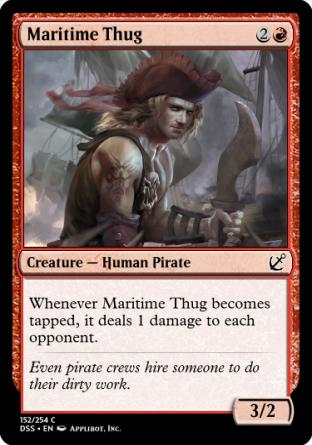 Maritime Thug 2
Creature — Human Pirate
Whenever Maritime Thug becomes
tapped, it deals 1 damage to each
opponent.
Even pirate crews hire someone to do
their dirty work.
3/2
152/254 C
DSS • EN APPLIBOT, INC.